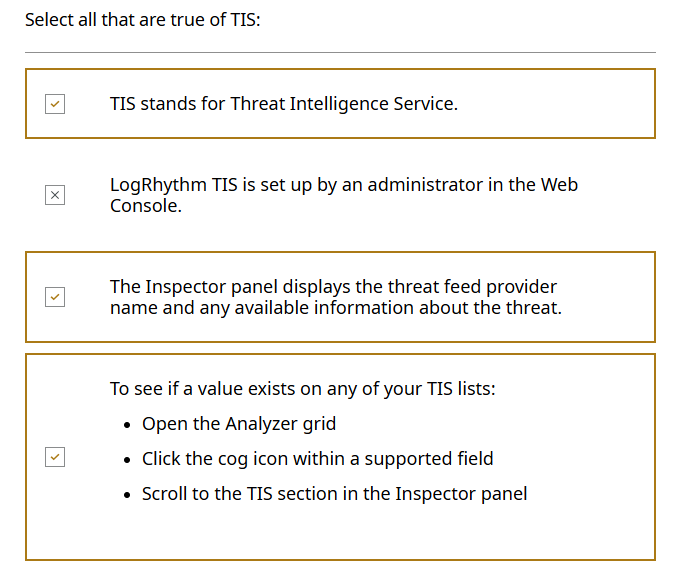 Select all that are true of TIS:
TIS stands for Threat Intelligence Service.
LogRhythm TIS is set up by an administrator in the Web
Console.
The Inspector panel displays the threat feed provider
name and any available information about the threat.
To see if a value exists on any of your TIS lists:
• Open the Analyzer grid
• Click the cog icon within a supported field
• Scroll to the TIS section in the Inspector panel